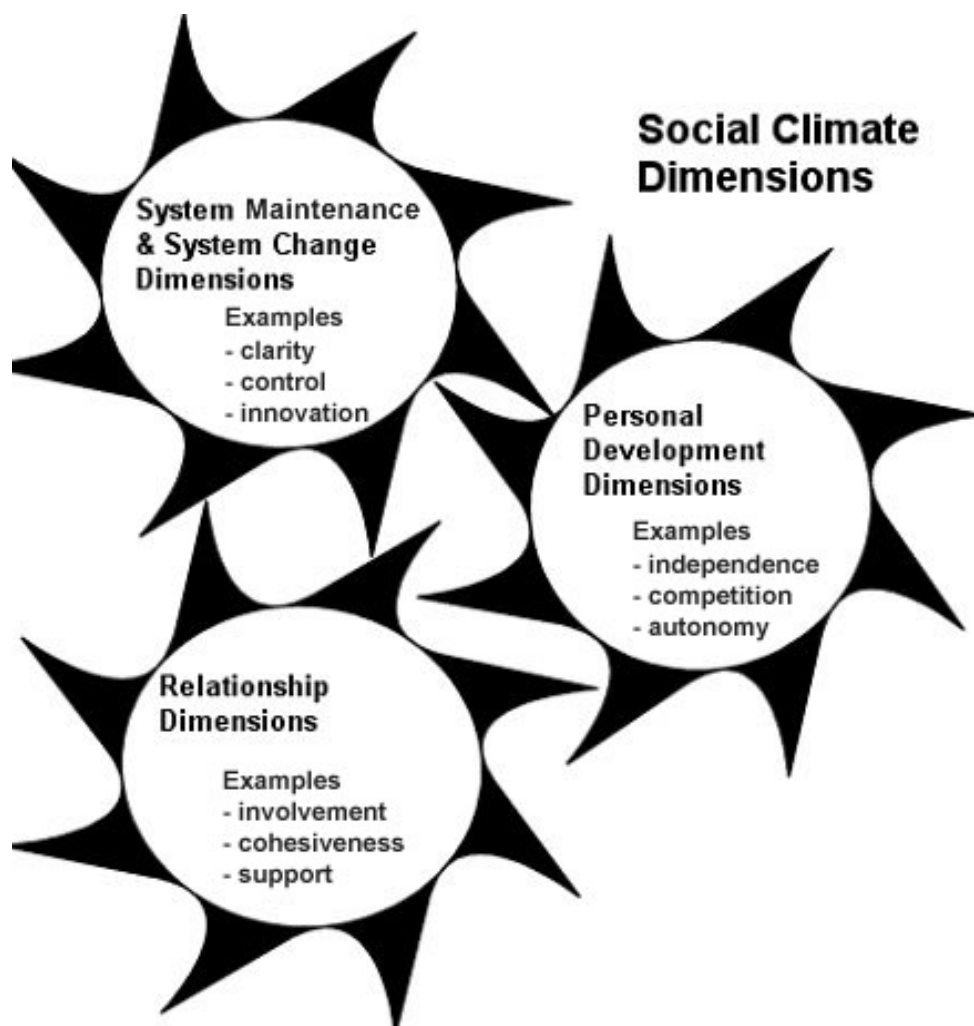 Social Climate
Dimensions
System Maintenance
& System Change
Dimensions
Examples
- clarity
- control
- innovation
Personal
Development
Dimensions
Examples
- independence
- competition
- autonomy
Relationship
Dimensions
Examples
- involvement
- cohesiveness
- support